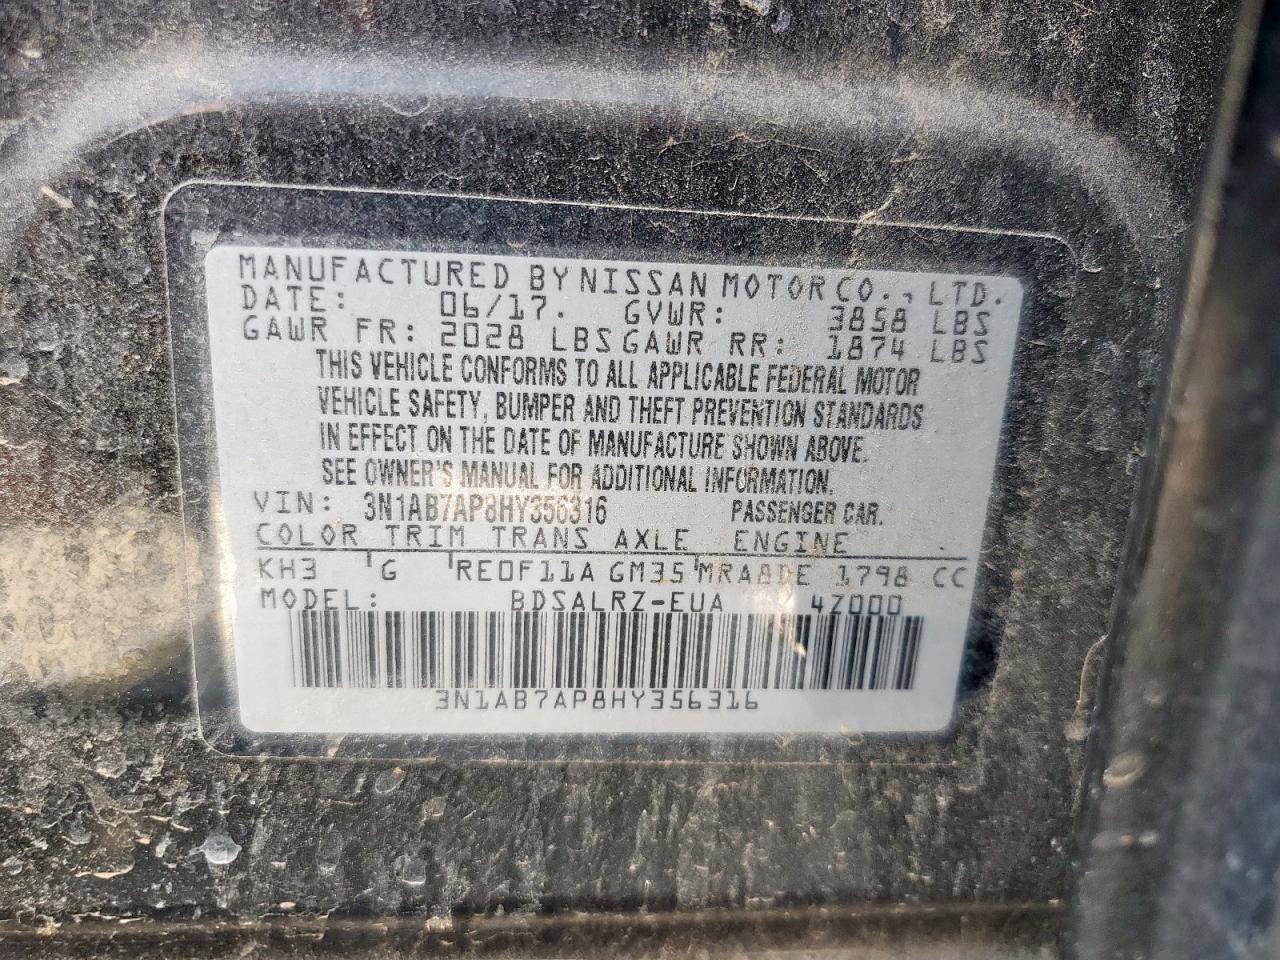 MANUFACTURED BY NISSAN MOTOR CO., LTD.
DATE: 06/17. GVWR: 3858 LBS
GAWR FR: 2028 LBS GAWR RR: 1874 LBS
THIS VEHICLE CONFORMS TO ALL APPLICABLE FEDERAL MOTOR
VEHICLE SAFETY, BUMPER AND THEFT PREVENTION STANDARDS
IN EFFECT ON THE DATE OF MANUFACTURE SHOWN ABOVE.
SEE OWNER'S MANUAL FOR ADDITIONAL INFORMATION.
VIN: 3N1AB7AP8HY356316 PASSENGER CAR.
COLOR TRIM TRANS AXLE ENGINE
KH3 G RE0F11A GM35 MRA8DE 1798 CC
MODEL: BDSALRZ-EUA 4Z000
3N1AB7AP8HY356316